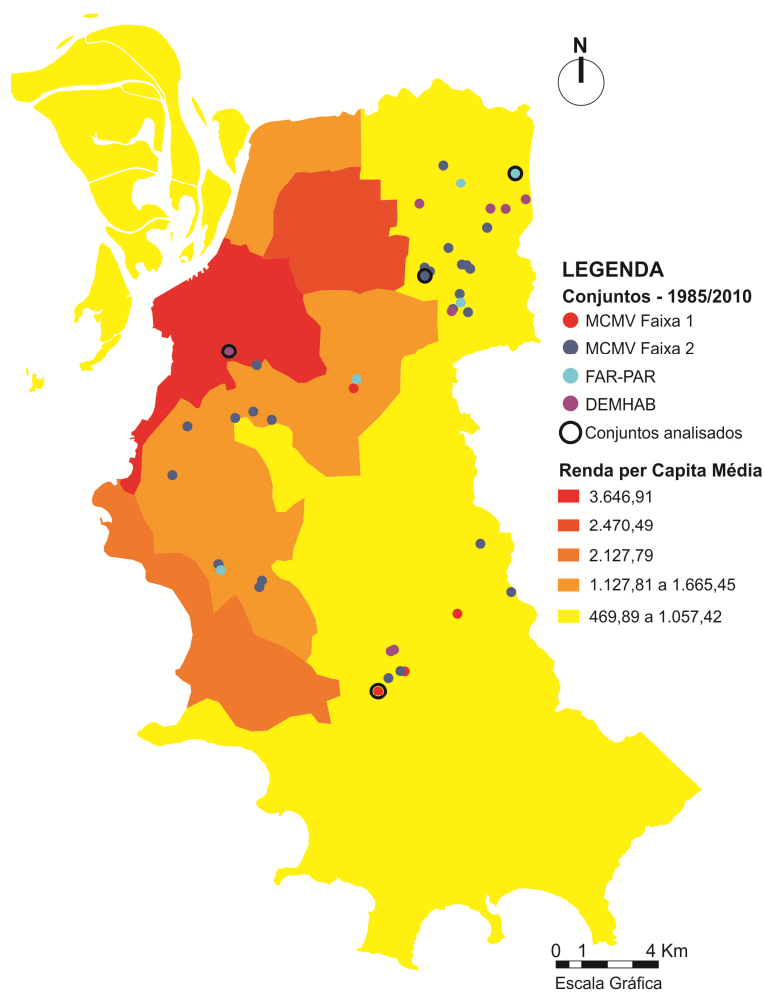 N
LEGENDA
Conjuntos - 1985/2010
MCMV Faixa 1
MCMV Faixa 2
FAR-PAR
DEMHAB
Conjuntos analisados
Renda per Capita Média
3.646,91
2.470,49
2.127,79
1.127,81 a 1.665,45
469,89 a 1.057,42
0 1 4 Km
Escala Gráfica